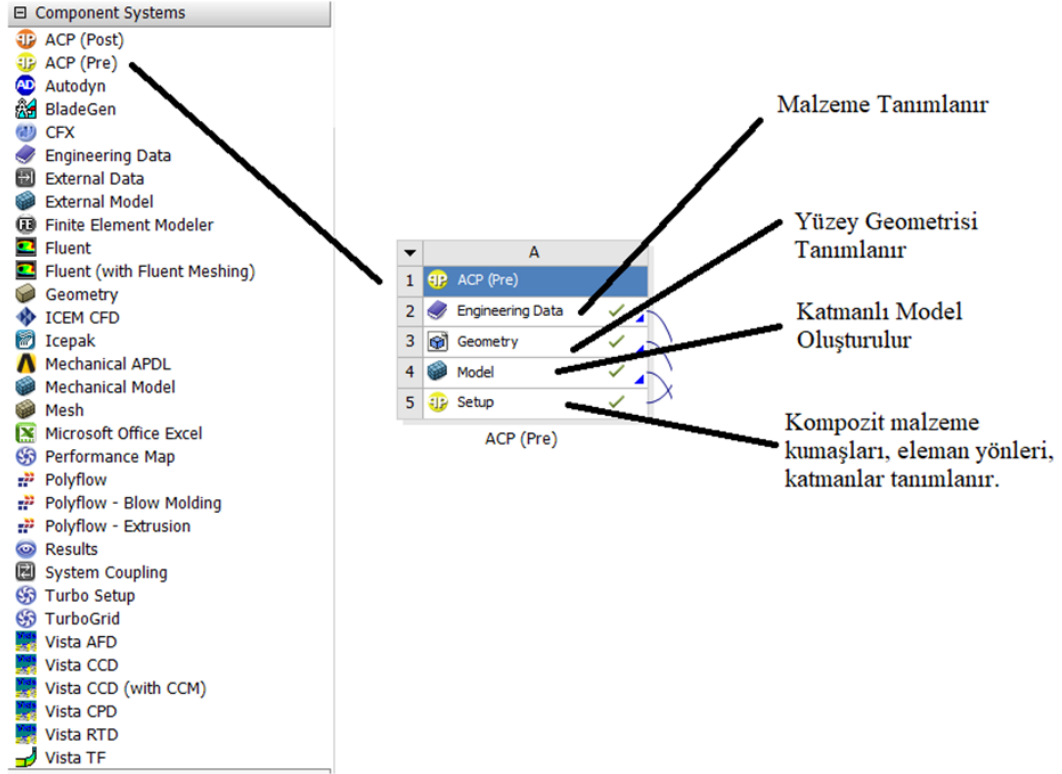 Component Systems
ACP (Post)
ACP (Pre)
Autodyn
BladeGen
CFX
Engineering Data
External Data
External Model
Finite Element Modeler
Fluent
Fluent (with Fluent Meshing)
Geometry
ICEM CFD
Icepak
Mechanical APDL
Mechanical Model
Mesh
Microsoft Office Excel
Performance Map
Polyflow
Polyflow - Blow Molding
Polyflow - Extrusion
Results
System Coupling
Turbo Setup
TurboGrid
Vista AFD
Vista CCD
Vista CCD (with CCM)
Vista CPD
Vista RTD
Vista TF
A
1 ACP (Pre)
2 Engineering Data
3 Geometry
4 Model
5 Setup
ACP (Pre)
Malzeme Tanımlanır
Yüzey Geometrisi
Tanımlanır
Katmanlı Model
Oluşturulur
Kompozit malzeme
kumaşları, eleman yönleri,
katmanlar tanımlanır.